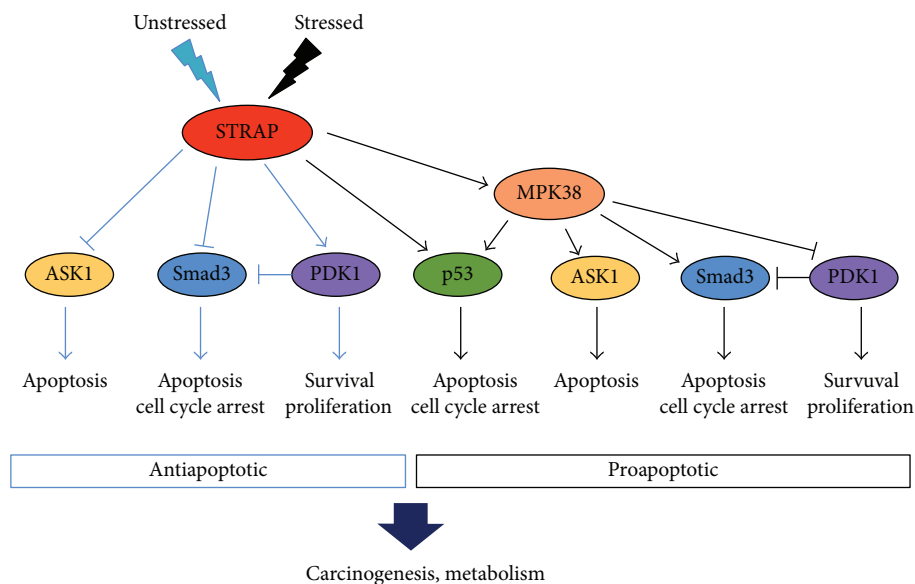 Unstressed
Stressed
STRAP
MPK38
ASK1
Smad3
PDK1
p53
ASK1
Smad3
PDK1
Apoptosis
Apoptosis
cell cycle arrest
Survival
proliferation
Apoptosis
cell cycle arrest
Apoptosis
Apoptosis
cell cycle arrest
Survuval
proliferation
Antiapoptotic
Proapoptotic
Carcinogenesis, metabolism